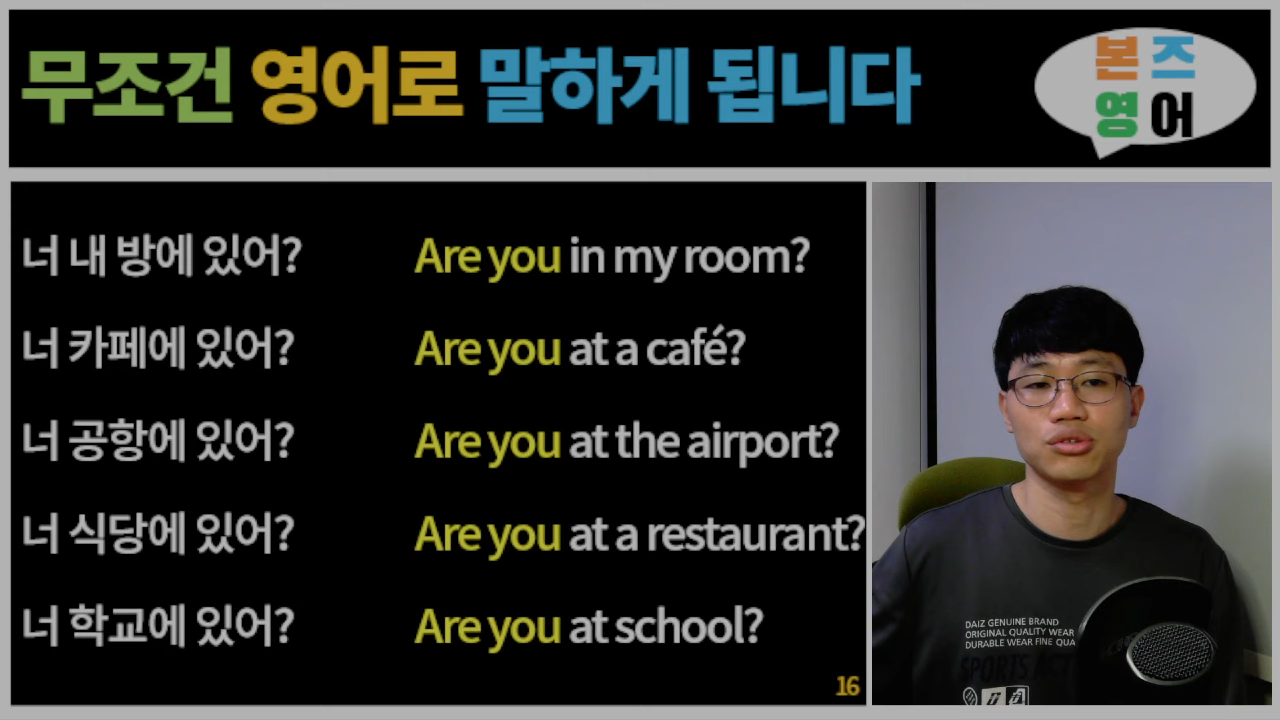 무조건 영어로 말하게 됩니다
본즈
영어
너 내 방에 있어? Are you in my room?
너 카페에 있어? Are you at a café?
너 공항에 있어? Are you at the airport?
너 식당에 있어? Are you at a restaurant?
너 학교에 있어? Are you at school?
16
DAIZ GENUINE BRAND
ORIGINAL QUALITY WEAR
DURABLE WEAR FINE QUA
SPORTS